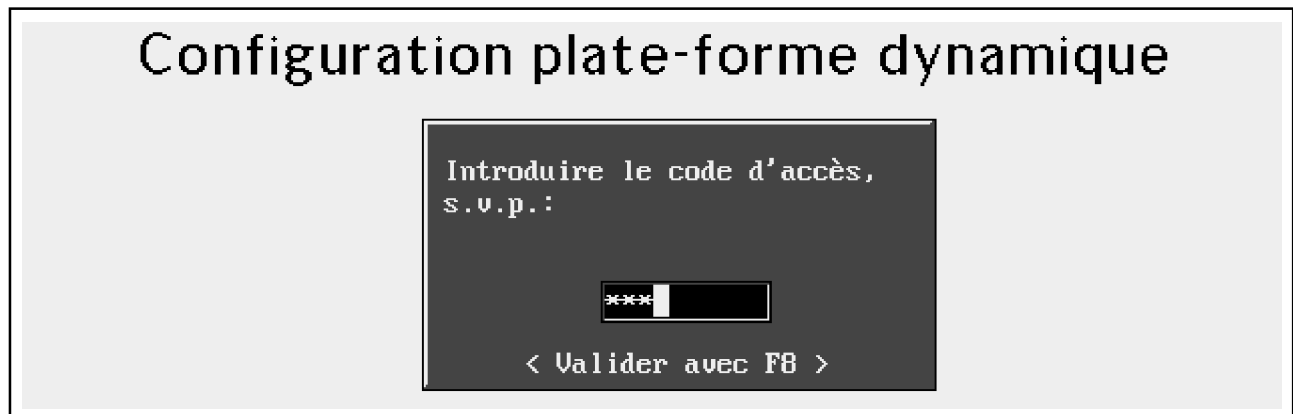 Configuration plate-forme dynamique
Introduire le code d'accès,
s.v.p.:
***
< Valider avec F8 >